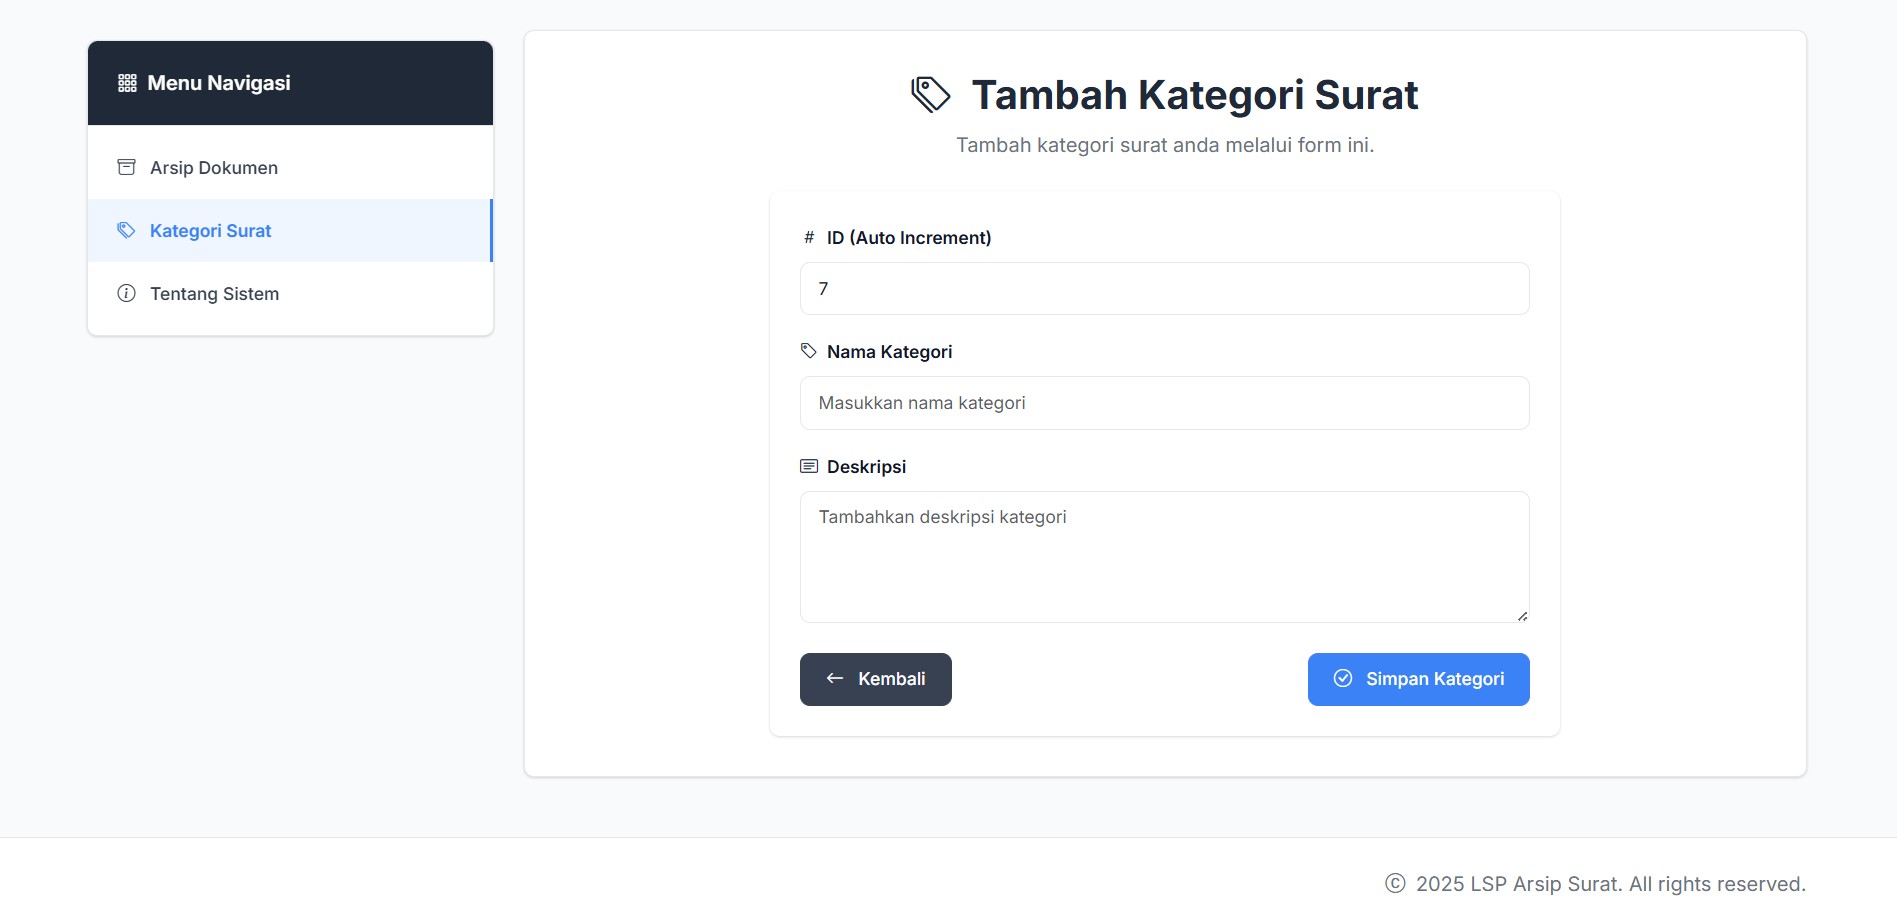 Menu Navigasi
Arsip Dokumen
Kategori Surat
Tentang Sistem
Tambah Kategori Surat
Tambah kategori surat anda melalui form ini.
# ID (Auto Increment)
7
Nama Kategori
Masukkan nama kategori
Deskripsi
Tambahkan deskripsi kategori
← Kembali
Simpan Kategori
© 2025 LSP Arsip Surat. All rights reserved.